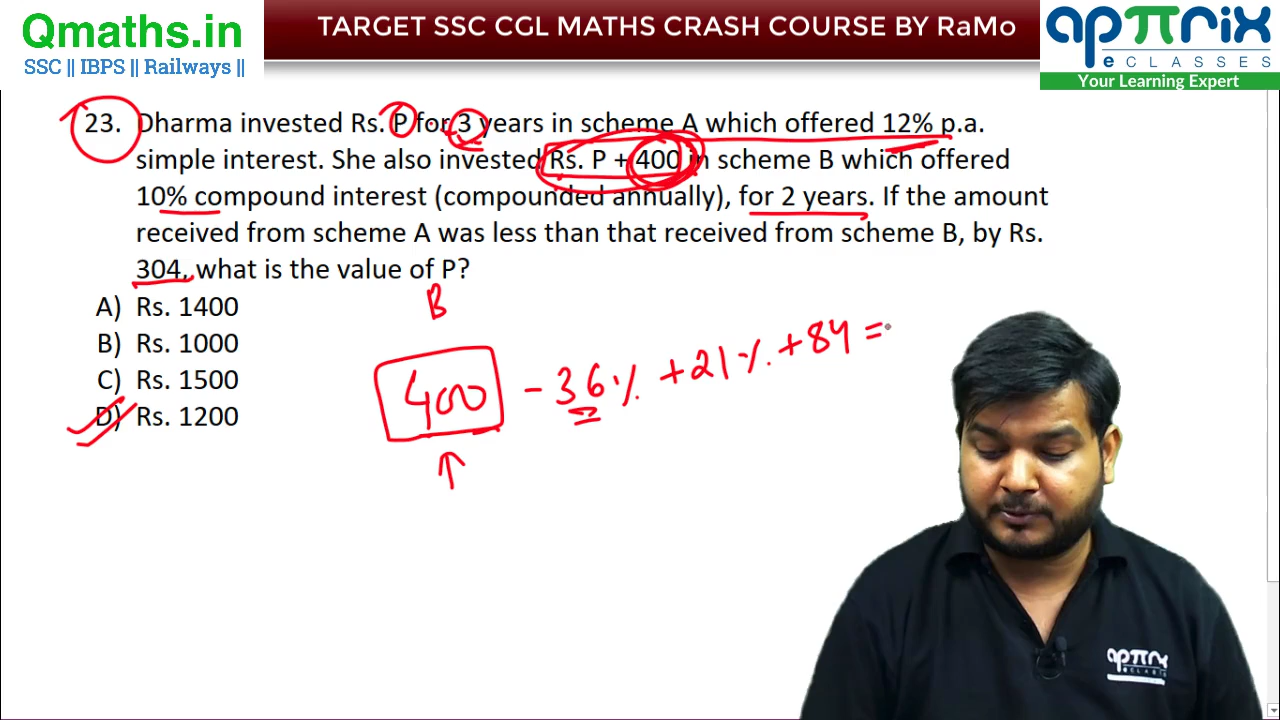 Qmaths.in
SSC || IBPS || Railways ||
TARGET SSC CGL MATHS CRASH COURSE BY RaMo
apπrix
e CLASSES
Your Learning Expert
23. Dharma invested Rs. P for 3 years in scheme A which offered 12% p.a.
simple interest. She also invested Rs. P + 400 in scheme B which offered
10% compound interest (compounded annually), for 2 years. If the amount
received from scheme A was less than that received from scheme B, by Rs.
304, what is the value of P?
A) Rs. 1400
B) Rs. 1000
C) Rs. 1500
D) Rs. 1200
B
400 - 36% + 21% + 84 =
apπrix
e CLASSES